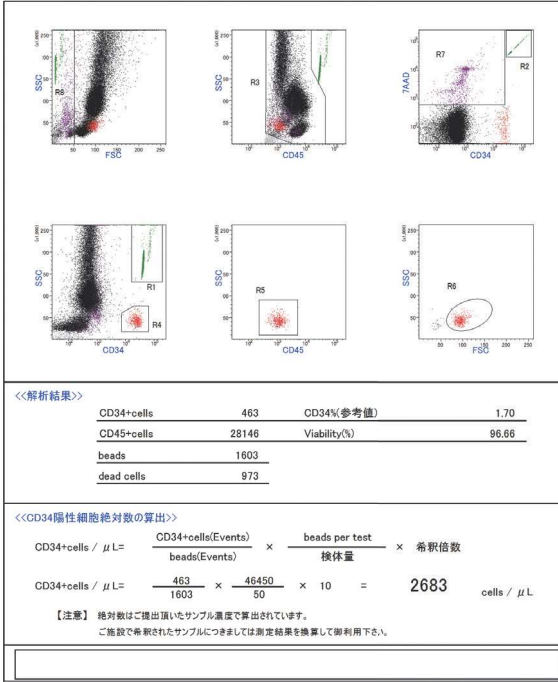 SSC
R8
FSC
SSC
R3
CD45
7AAD
R7
R2
CD34
SSC
R1
R4
CD34
SSC
R5
CD45
SSC
R6
FSC
<<解析結果>>
CD34+cells 463 CD34%(参考値) 1.70
CD45+cells 28146 Viability(%) 96.66
beads 1603
dead cells 973
<<CD34陽性細胞絶対数の算出>>
CD34+cells / μL= CD34+cells(Events) / beads(Events) × beads per test / 検体量 × 希釈倍数
CD34+cells / μL= 463 / 1603 × 46450 / 50 × 10 = 2683 cells / μL
【注意】 絶対数はご提出頂いたサンプル濃度で算出されています。
ご施設で希釈されたサンプルにつきましては測定結果を換算して御利用下さい。